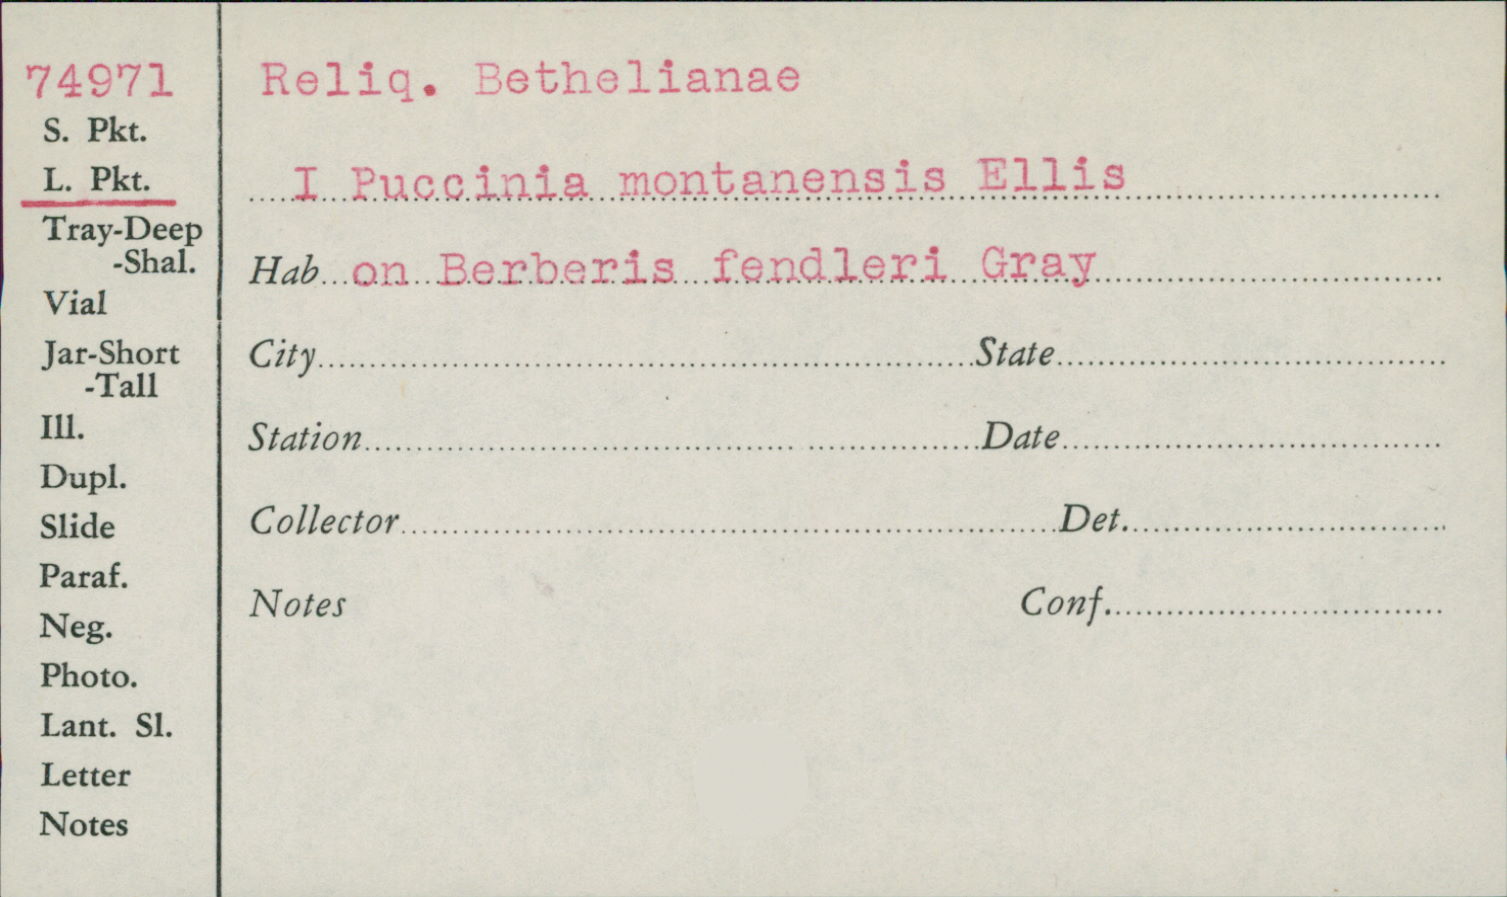 74971
S. Pkt.
L. Pkt.
Tray-Deep
-Shal.
Vial
Jar-Short
-Tall
Ill.
Dupl.
Slide
Paraf.
Neg.
Photo.
Lant. Sl.
Letter
Notes
Reliq. Bethelianae
I Puccinia montanensis Ellis
Hab on Berberis fendleri Gray
City State
Station Date
Collector Det.
Notes Conf.